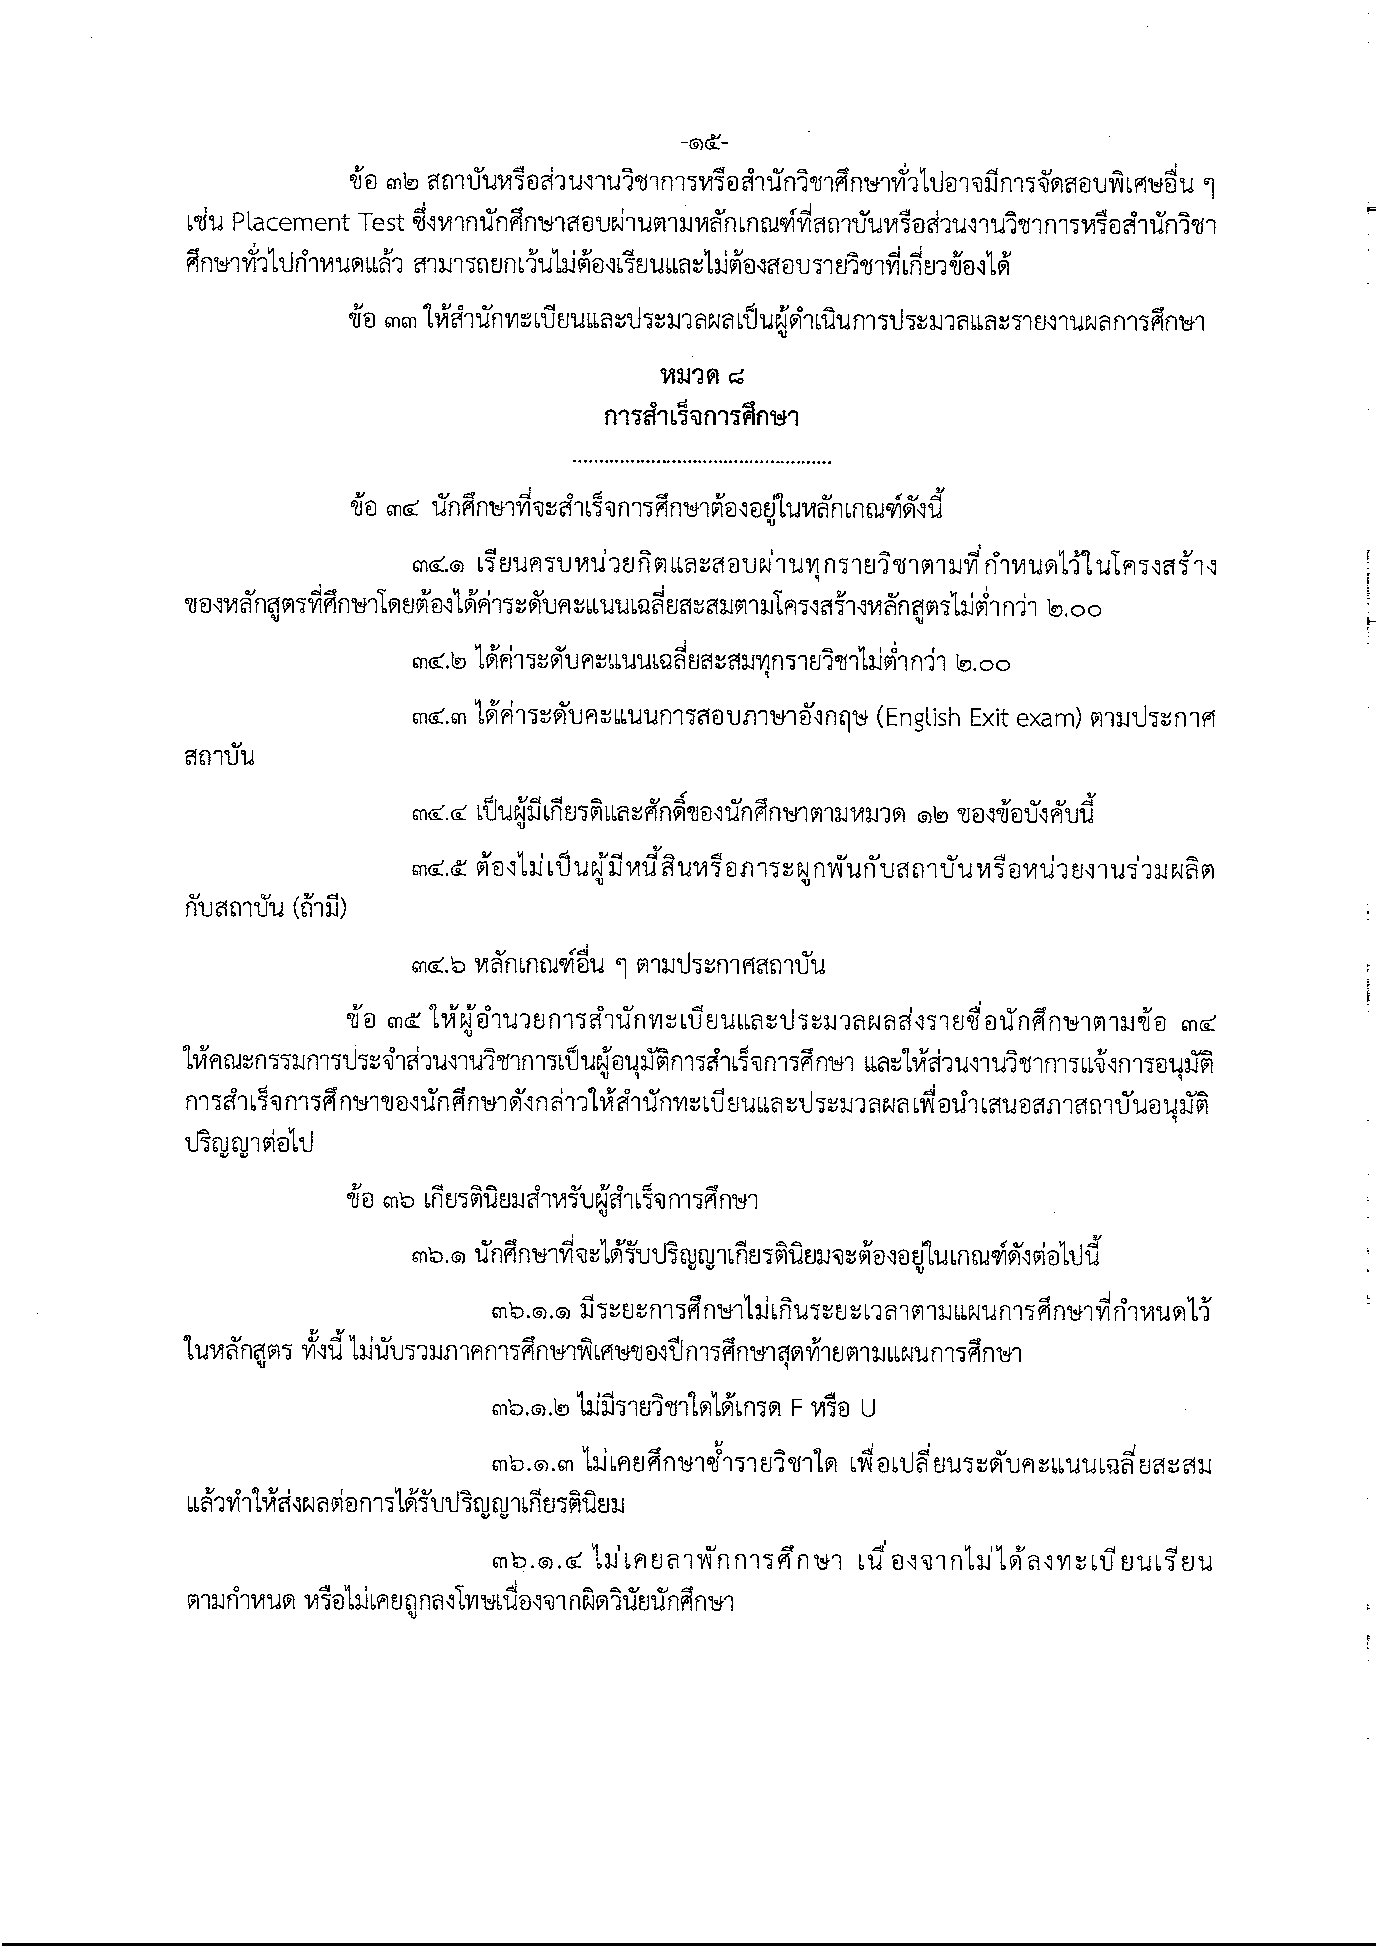 -๑๕-
ข้อ ๓๒ สถาบันหรือส่วนงานวิชาการหรือสำนักวิชาศึกษาทั่วไปอาจมีการจัดสอบพิเศษอื่น ๆ
เช่น Placement Test ซึ่งหากนักศึกษาสอบผ่านตามหลักเกณฑ์ที่สถาบันหรือส่วนงานวิชาการหรือสำนักวิชา
ศึกษาทั่วไปกำหนดแล้ว สามารถยกเว้นไม่ต้องเรียนและไม่ต้องสอบรายวิชาที่เกี่ยวข้องได้
ข้อ ๓๓ ให้สำนักทะเบียนและประมวลผลเป็นผู้ดำเนินการประมวลและรายงานผลการศึกษา
หมวด ๘
การสำเร็จการศึกษา
................................................
ข้อ ๓๔ นักศึกษาที่จะสำเร็จการศึกษาต้องอยู่ในหลักเกณฑ์ดังนี้
๓๔.๑ เรียนครบหน่วยกิตและสอบผ่านทุกรายวิชาตามที่กำหนดไว้ในโครงสร้าง
ของหลักสูตรที่ศึกษาโดยต้องได้ค่าระดับคะแนนเฉลี่ยสะสมตามโครงสร้างหลักสูตรไม่ต่ำกว่า ๒.๐๐
๓๔.๒ ได้ค่าระดับคะแนนเฉลี่ยสะสมทุกรายวิชาไม่ต่ำกว่า ๒.๐๐
๓๔.๓ ได้ค่าระดับคะแนนการสอบภาษาอังกฤษ (English Exit exam) ตามประกาศ
สถาบัน
๓๔.๔ เป็นผู้มีเกียรติและศักดิ์ของนักศึกษาตามหมวด ๑๒ ของข้อบังคับนี้
๓๔.๕ ต้องไม่เป็นผู้มีหนี้สินหรือภาระผูกพันกับสถาบันหรือหน่วยงานร่วมผลิต
กับสถาบัน (ถ้ามี)
๓๔.๖ หลักเกณฑ์อื่น ๆ ตามประกาศสถาบัน
ข้อ ๓๕ ให้ผู้อำนวยการสำนักทะเบียนและประมวลผลส่งรายชื่อนักศึกษาตามข้อ ๓๔
ให้คณะกรรมการประจำส่วนงานวิชาการเป็นผู้อนุมัติการสำเร็จการศึกษา และให้ส่วนงานวิชาการแจ้งการอนุมัติ
การสำเร็จการศึกษาของนักศึกษาดังกล่าวให้สำนักทะเบียนและประมวลผลเพื่อนำเสนอสภาสถาบันอนุมัติ
ปริญญาต่อไป
ข้อ ๓๖ เกียรตินิยมสำหรับผู้สำเร็จการศึกษา
๓๖.๑ นักศึกษาที่จะได้รับปริญญาเกียรตินิยมจะต้องอยู่ในเกณฑ์ดังต่อไปนี้
๓๖.๑.๑ มีระยะการศึกษาไม่เกินระยะเวลาตามแผนการศึกษาที่กำหนดไว้
ในหลักสูตร ทั้งนี้ ไม่นับรวมภาคการศึกษาพิเศษของปีการศึกษาสุดท้ายตามแผนการศึกษา
๓๖.๑.๒ ไม่มีรายวิชาใดได้เกรด F หรือ U
๓๖.๑.๓ ไม่เคยศึกษาซ้ำรายวิชาใด เพื่อเปลี่ยนระดับคะแนนเฉลี่ยสะสม
แล้วทำให้ส่งผลต่อการได้รับปริญญาเกียรตินิยม
๓๖.๑.๔ ไม่เคยลาพักการศึกษา เนื่องจากไม่ได้ลงทะเบียนเรียน
ตามกำหนด หรือไม่เคยถูกลงโทษเนื่องจากผิดวินัยนักศึกษา